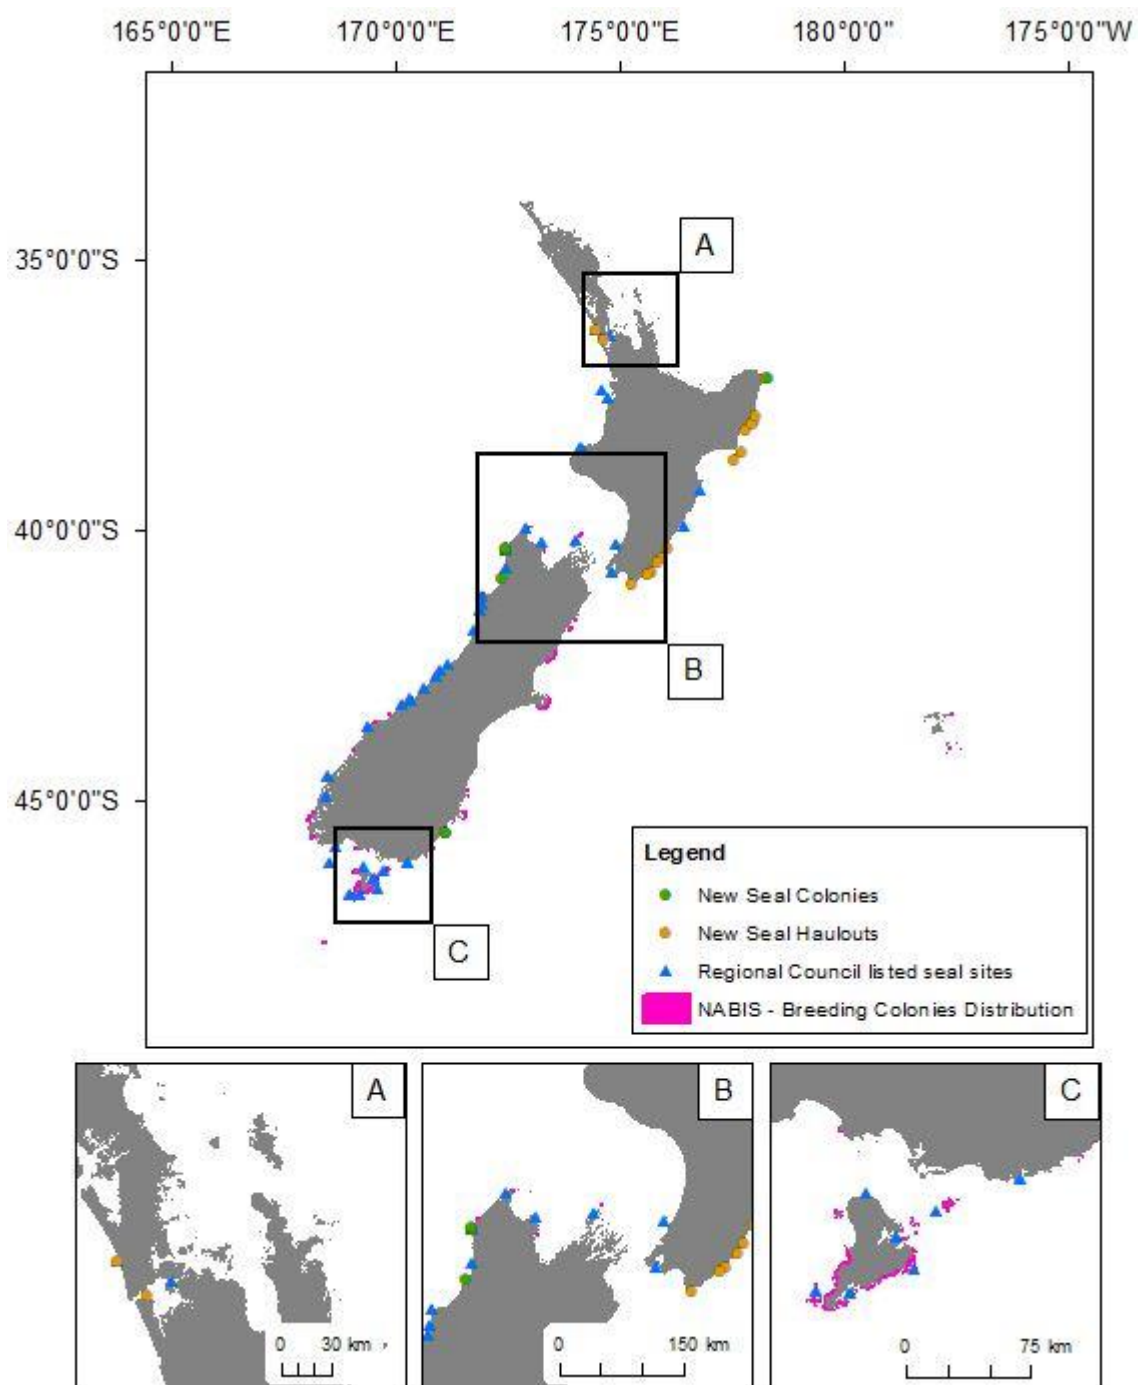 165°0'0"E 170°0'0"E 175°0'0"E 180°0'0" 175°0'0"W
35°0'0"S
A
40°0'0"S
B
45°0'0"S
C
Legend
New Seal Colonies
New Seal Haulouts
Regional Council listed seal sites
NABIS - Breeding Colonies Distribution
A B C
0 30 km 0 150 km 0 75 km